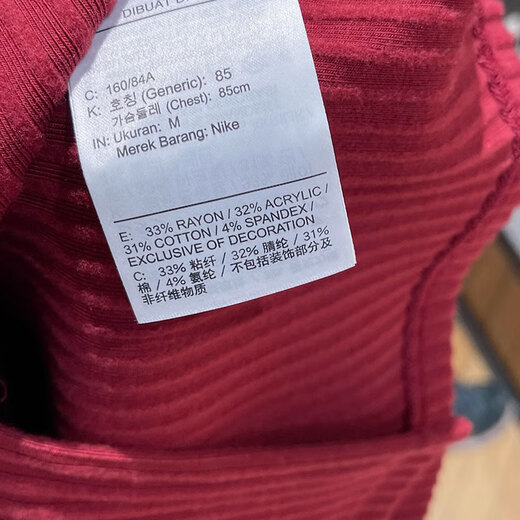 DIBUAT D
C: 160/84A
K: 호칭 (Generic): 85
가슴둘레 (Chest): 85cm
IN: Ukuran: M
Merek Barang: Nike
E: 33% RAYON / 32% ACRYLIC /
31% COTTON / 4% SPANDEX /
EXCLUSIVE OF DECORATION
C: 33% 粘纤 / 32% 腈纶 / 31%
棉 / 4% 氨纶 / 不包括装饰部分及
非纤维物质